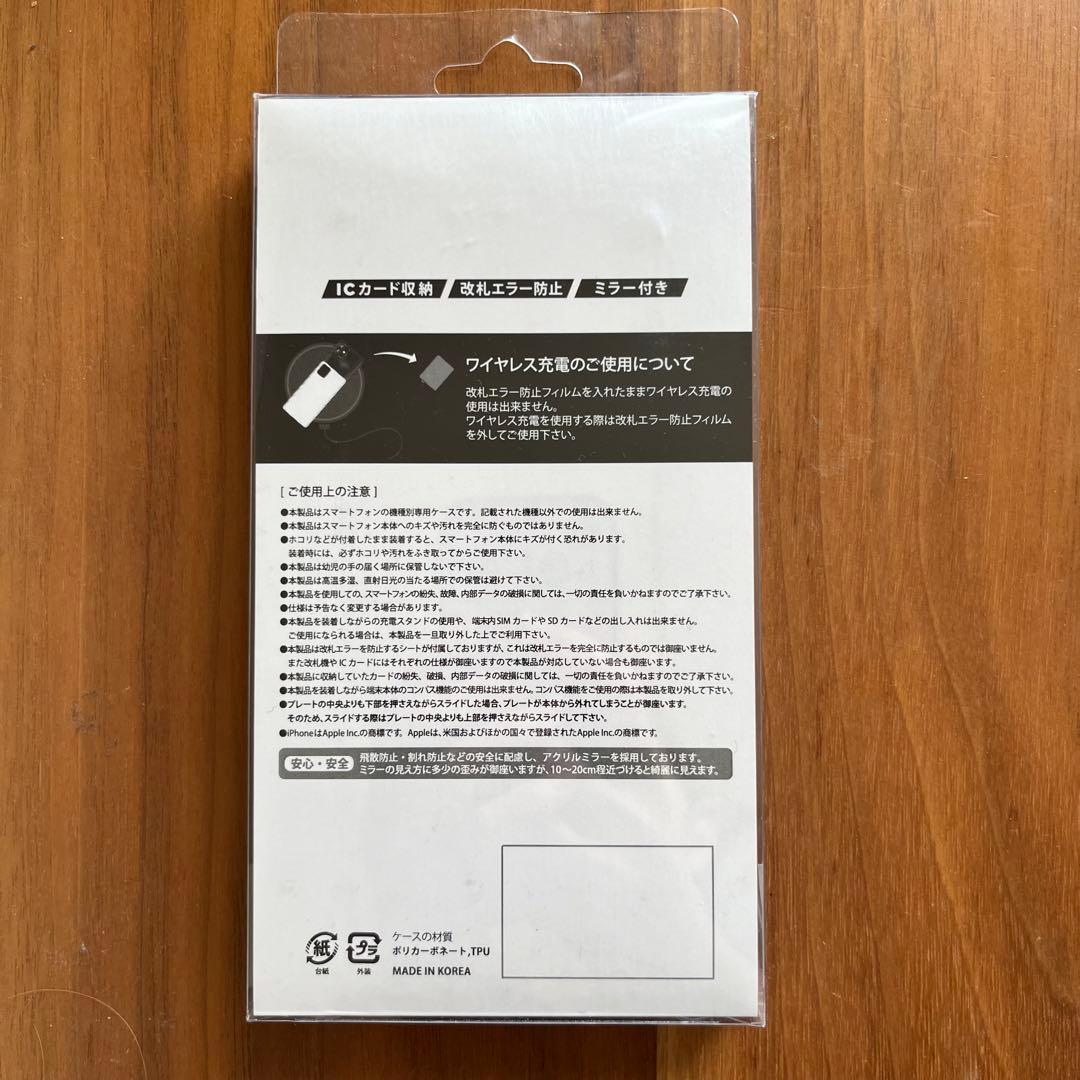 ICカード収納 / 改札エラー防止 / ミラー付き
ワイヤレス充電のご使用について
改札エラー防止フィルムを入れたままワイヤレス充電の
使用は出来ません。
ワイヤレス充電を使用する際は改札エラー防止フィルム
を外してご使用下さい。
[ ご使用上の注意 ]
●本製品はスマートフォンの機種別専用ケースです。記載された機種以外での使用は出来ません。
●本製品はスマートフォン本体へのキズや汚れを完全に防ぐものではありません。
●ホコリなどが付着したまま装着すると、スマートフォン本体にキズが付く恐れがあります。
装着時には、必ずホコリや汚れをふき取ってからご使用下さい。
●本製品は幼児の手の届く場所に保管しないで下さい。
●本製品は高温多湿、直射日光の当たる場所での保管は避けて下さい。
●本製品を使用しての、スマートフォンの紛失、故障、内部データの破損に関しては、一切の責任を負いかねますのでご了承下さい。
●仕様は予告なく変更する場合があります。
●本製品を装着しながらの充電スタンドの使用や、端末内SIMカードやSDカードなどの出し入れは出来ません。
ご使用になられる場合は、本製品を一旦取り外した上でご利用下さい。
●本製品は改札エラーを防止するシートが付属しておりますが、これは改札エラーを完全に防止するものでは御座いません。
また改札機やICカードにはそれぞれの仕様が御座いますので本製品が対応していない場合も御座います。
●本製品に収納していたカードの紛失、破損、内部データの破損に関しては、一切の責任を負いかねますのでご了承下さい。
●本製品を装着しながら端末本体のコンパス機能のご使用は出来ません。コンパス機能をご使用の際は本製品を取り外して下さい。
●プレートの中央よりも下部を押さえながらスライドした場合、プレートが本体から外れてしまうことが御座います。
そのため、スライドする際はプレートの中央よりも上部を押さえながらスライドして下さい。
●iPhoneはApple Inc.の商標です。Appleは、米国およびほかの国々で登録されたApple Inc.の商標です。
安心・安全
飛散防止・割れ防止などの安全に配慮し、アクリルミラーを採用しております。
ミラーの見え方に多少の歪みが御座いますが、10〜20cm程近づけると綺麗に見えます。
紙
台紙
プラ
外装
ケースの材質
ポリカーボネート,TPU
MADE IN KOREA